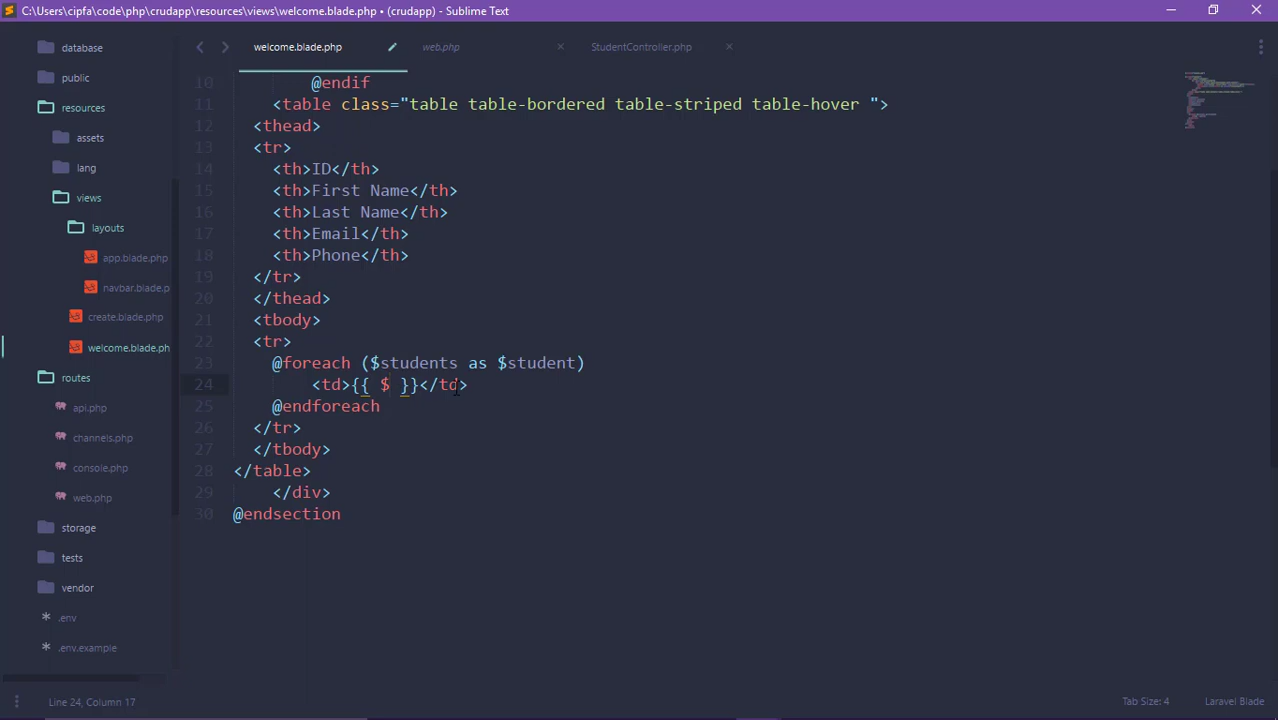 C:\Users\cipfa\code\php\crudapp\resources\views\welcome.blade.php • (crudapp) - Sublime Text
database
public
resources
assets
lang
views
layouts
app.blade.php
navbar.blade.p
create.blade.php
welcome.blade.ph
routes
api.php
channels.php
console.php
web.php
storage
tests
vendor
.env
.env.example
welcome.blade.php
web.php
StudentController.php
10 @endif
11 <table class="table table-bordered table-striped table-hover ">
12 <thead>
13 <tr>
14 <th>ID</th>
15 <th>First Name</th>
16 <th>Last Name</th>
17 <th>Email</th>
18 <th>Phone</th>
19 </tr>
20 </thead>
21 <tbody>
22 <tr>
23 @foreach ($students as $student)
24 <td>{{ $ }}</td>
25 @endforeach
26 </tr>
27 </tbody>
28 </table>
29 </div>
30 @endsection
Line 24, Column 17
Tab Size: 4
Laravel Blade